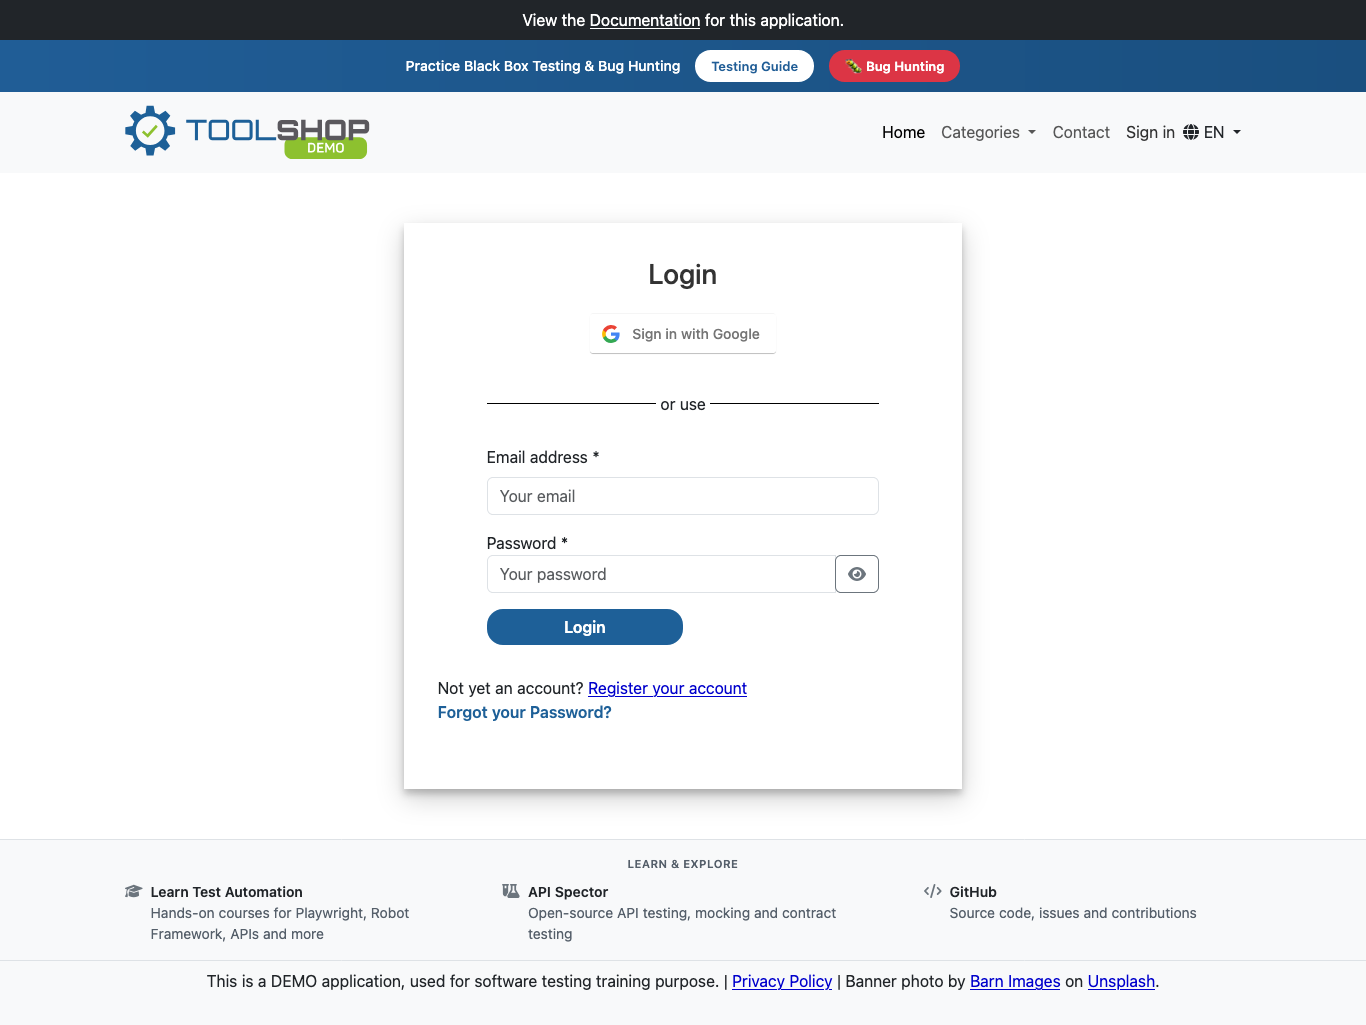 View the Documentation for this application.
Practice Black Box Testing & Bug Hunting
Testing Guide
Bug Hunting
TOOLSHOP
DEMO
Home
Categories
Contact
Sign in
EN
Login
Sign in with Google
or use
Email address *
Your email
Password *
Your password
Login
Not yet an account? Register your account
Forgot your Password?
LEARN & EXPLORE
Learn Test Automation
Hands-on courses for Playwright, Robot
Framework, APIs and more
API Spector
Open-source API testing, mocking and contract
testing
GitHub
Source code, issues and contributions
This is a DEMO application, used for software testing training purpose. | Privacy Policy | Banner photo by Barn Images on Unsplash.